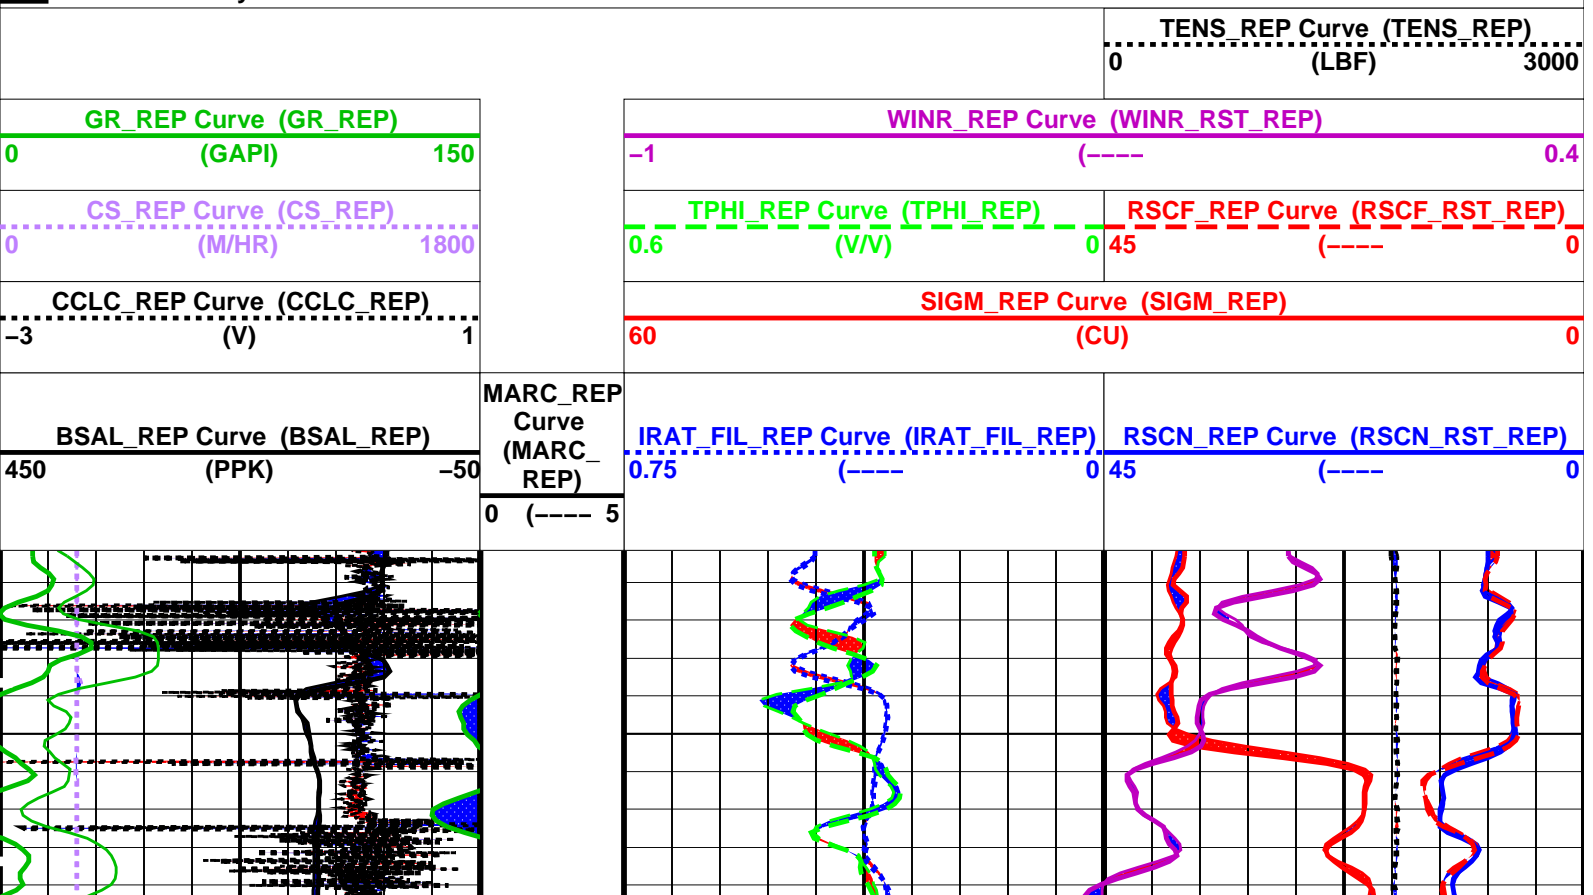 TENS_REP Curve (TENS_REP)
0 (LBF) 3000
GR_REP Curve (GR_REP)
0 (GAPI) 150
WINR_REP Curve (WINR_RST_REP)
−1 (−−−− 0.4
CS_REP Curve (CS_REP)
0 (M/HR) 1800
TPHI_REP Curve (TPHI_REP)
0.6 (V/V) 0
RSCF_REP Curve (RSCF_RST_REP)
45 (−−−− 0
CCLC_REP Curve (CCLC_REP)
−3 (V) 1
SIGM_REP Curve (SIGM_REP)
60 (CU) 0
BSAL_REP Curve (BSAL_REP)
450 (PPK) −50
MARC_REP
Curve
(MARC_
REP)
0 (−−−− 5
IRAT_FIL_REP Curve (IRAT_FIL_REP)
0.75 (−−−− 0
RSCN_REP Curve (RSCN_RST_REP)
45 (−−−− 0